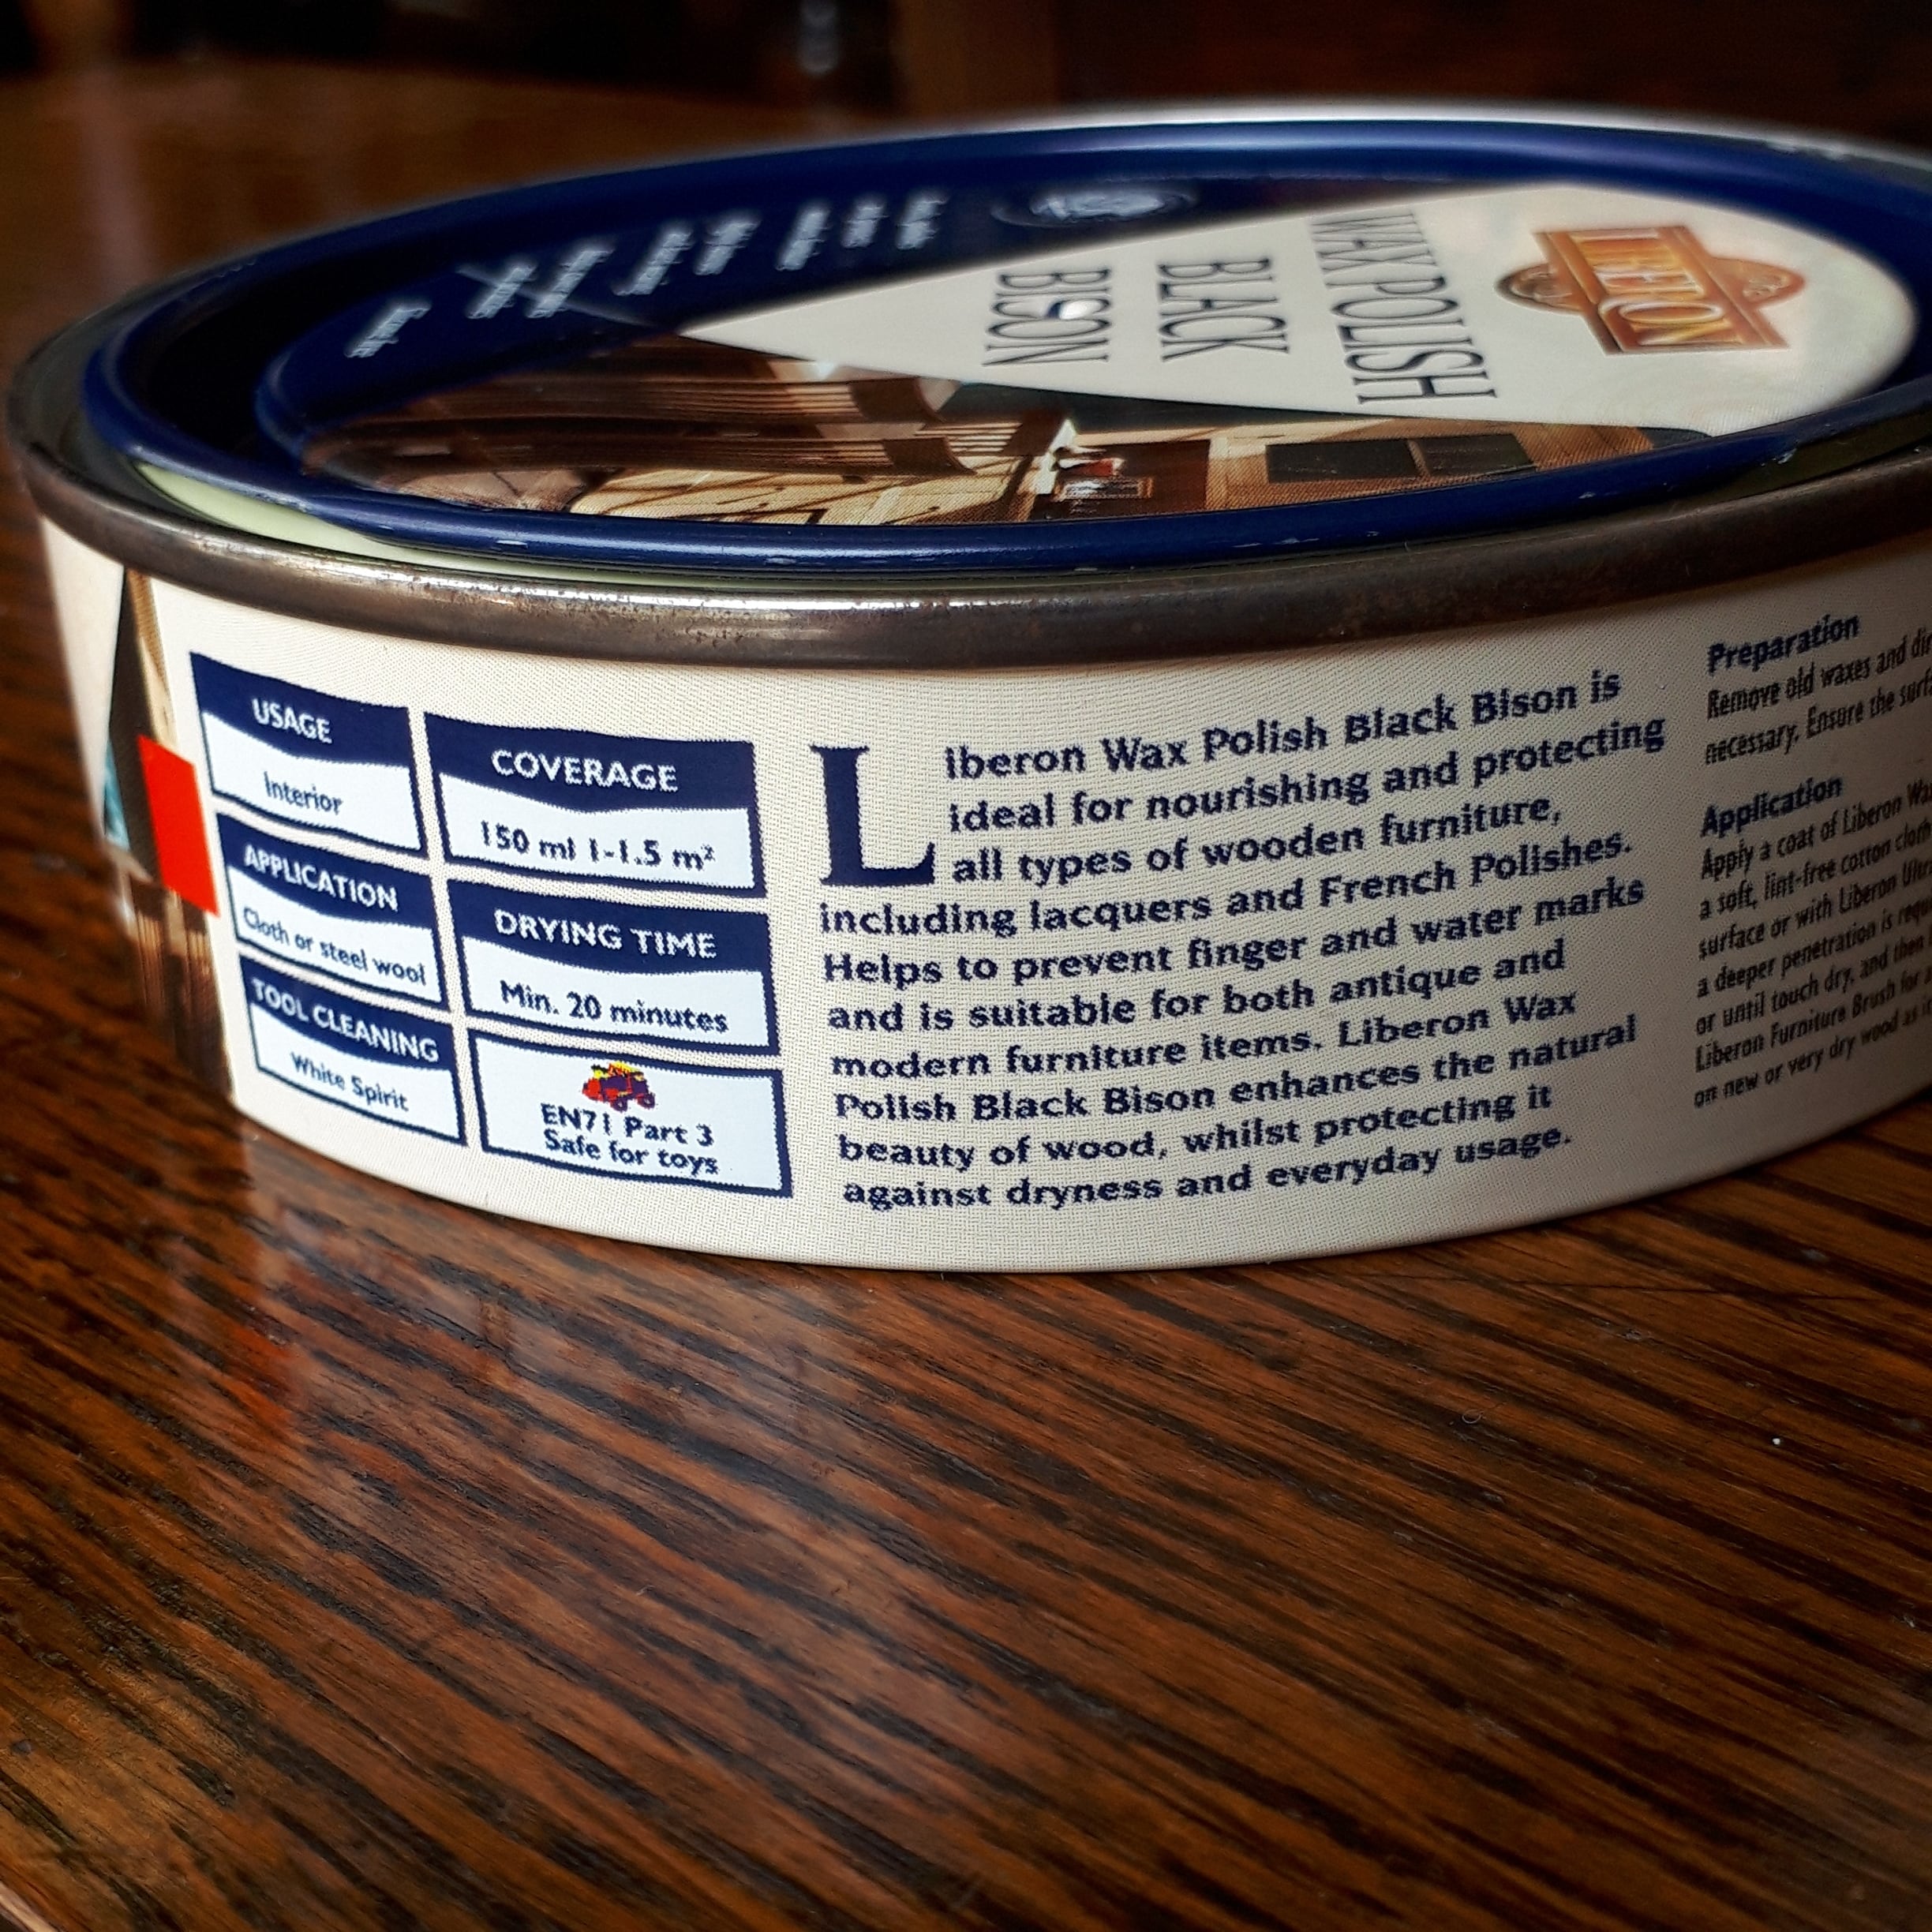 LIBERON
WAX POLISH
BLACK
BISON
USAGE
Interior
APPLICATION
Cloth or steel wool
TOOL CLEANING
White Spirit
COVERAGE
150 ml 1-1.5 m²
DRYING TIME
Min. 20 minutes
EN71 Part 3
Safe for toys
Liberon Wax Polish Black Bison is
ideal for nourishing and protecting
all types of wooden furniture,
including lacquers and French Polishes.
Helps to prevent finger and water marks
and is suitable for both antique and
modern furniture items. Liberon Wax
Polish Black Bison enhances the natural
beauty of wood, whilst protecting it
against dryness and everyday usage.
Preparation
Remove old waxes and
necessary. Ensure the
Application
Apply a coat of Liberon
a soft, lint-free cotton
surface or with Liberon
a deeper penetration is
or until touch dry, and then
Liberon Furniture Brush for
on new or very dry wood as